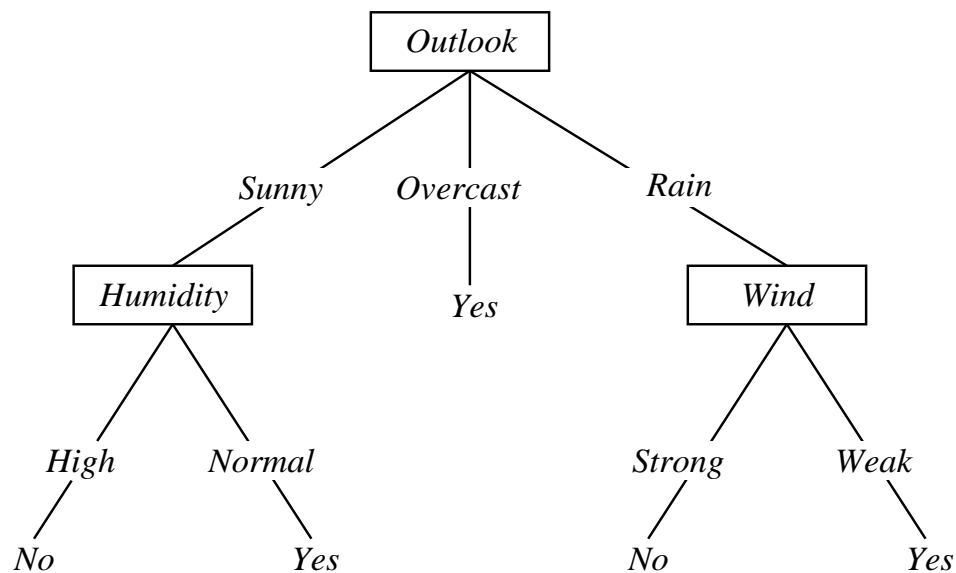 Outlook
Sunny Overcast Rain
Humidity Yes Wind
High Normal Strong Weak
No Yes No Yes